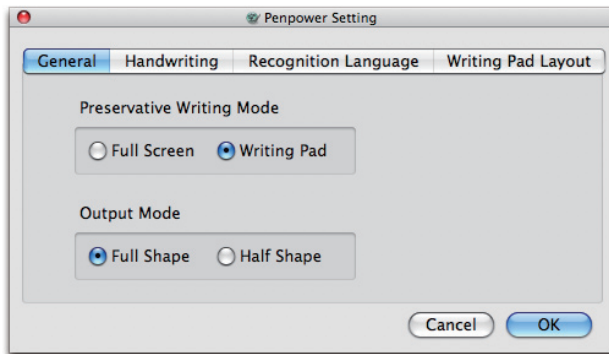 Penpower Setting
General Handwriting Recognition Language Writing Pad Layout
Preservative Writing Mode
Full Screen Writing Pad
Output Mode
Full Shape Half Shape
Cancel OK